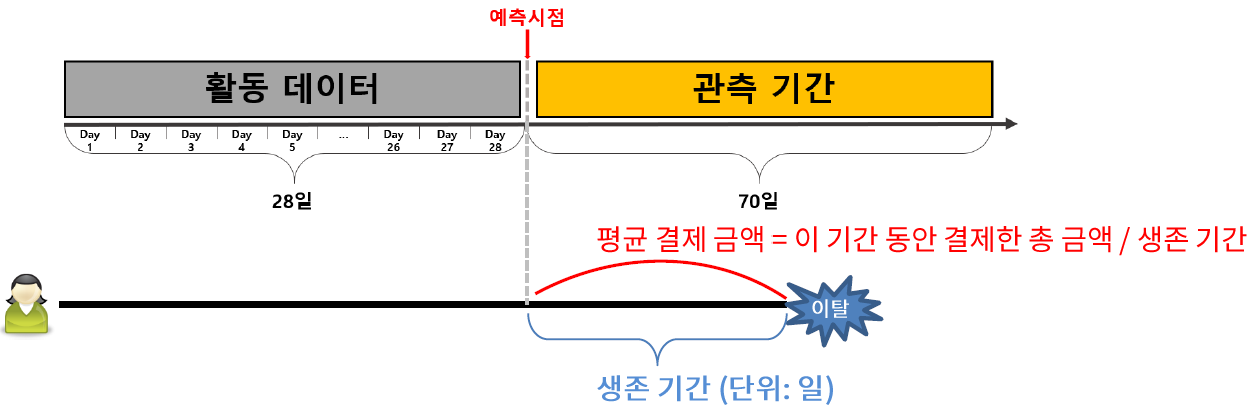 예측시점
활동 데이터
관측 기간
Day 1
Day 2
Day 3
Day 4
Day 5
...
Day 26
Day 27
Day 28
28일
70일
평균 결제 금액 = 이 기간 동안 결제한 총 금액 / 생존 기간
이탈
생존 기간 (단위: 일)